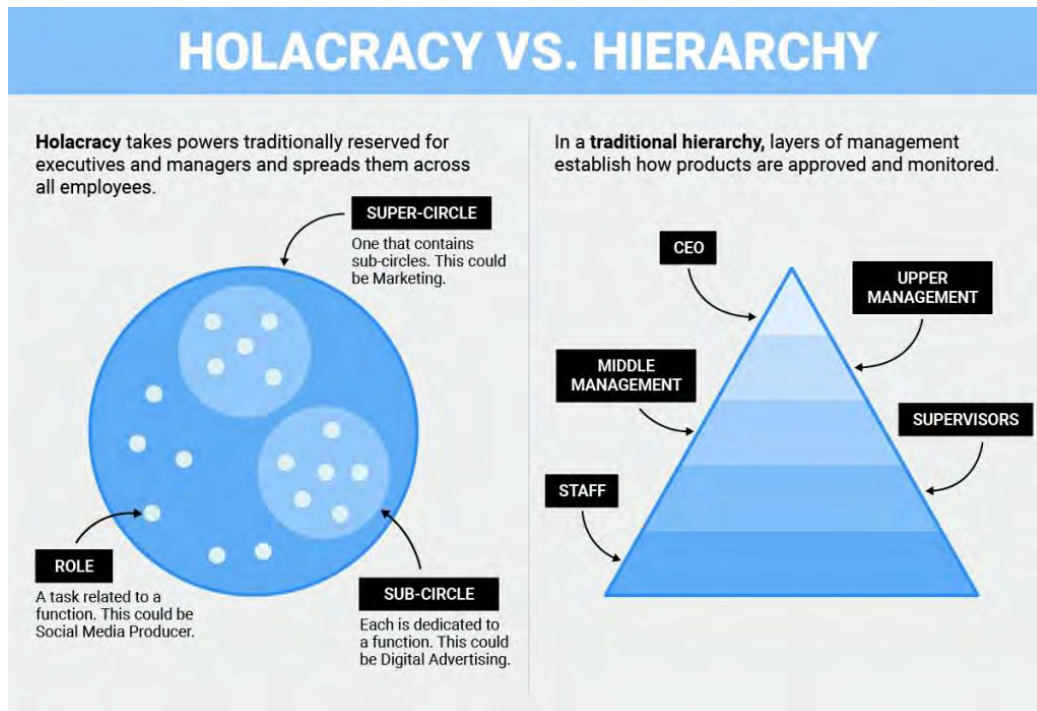 HOLACRACY VS. HIERARCHY
Holacracy takes powers traditionally reserved for
executives and managers and spreads them across
all employees.
SUPER-CIRCLE
One that contains
sub-circles. This could
be Marketing.
ROLE
A task related to a
function. This could be
Social Media Producer.
SUB-CIRCLE
Each is dedicated to
a function. This could
be Digital Advertising.
In a traditional hierarchy, layers of management
establish how products are approved and monitored.
CEO
UPPER
MANAGEMENT
MIDDLE
MANAGEMENT
SUPERVISORS
STAFF